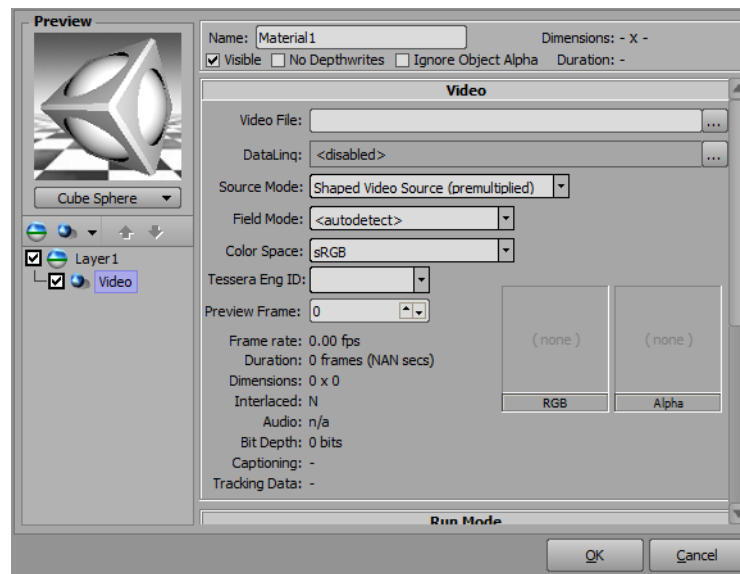 Preview
Cube Sphere
Layer1
Video
Name: Material1 Dimensions: - X -
Visible No Depthwrites Ignore Object Alpha Duration: -
Video
Video File: ...
DataLinq: <disabled> ...
Source Mode: Shaped Video Source (premultiplied)
Field Mode: <autodetect>
Color Space: sRGB
Tessera Eng ID:
Preview Frame: 0
Frame rate: 0.00 fps
Duration: 0 frames (NAN secs)
Dimensions: 0 x 0
Interlaced: N
Audio: n/a
Bit Depth: 0 bits
Captioning: -
Tracking Data: -
( none ) ( none )
RGB Alpha
Run Mode
OK Cancel